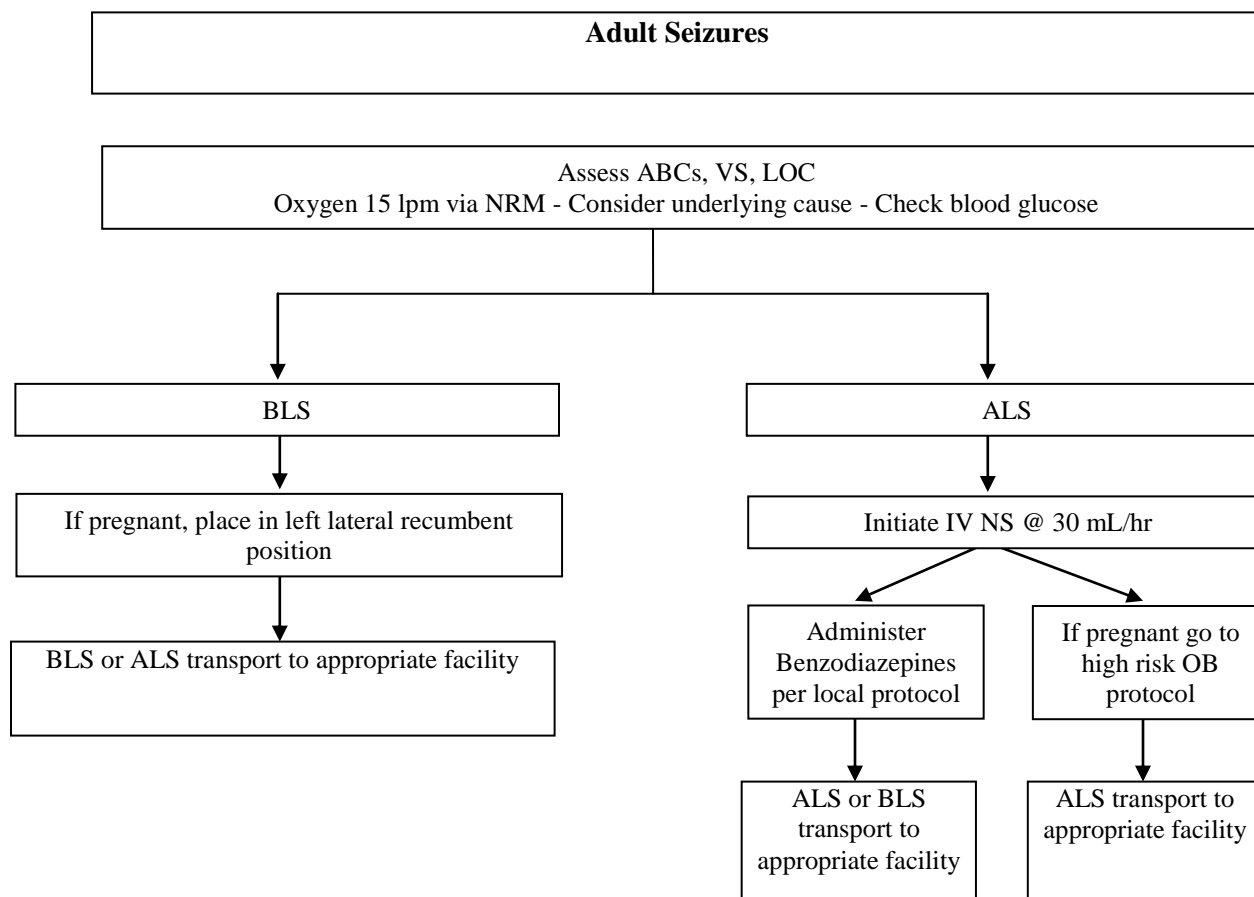 Adult Seizures
Assess ABCs, VS, LOC
Oxygen 15 lpm via NRM - Consider underlying cause - Check blood glucose
BLS
ALS
If pregnant, place in left lateral recumbent
position
Initiate IV NS @ 30 mL/hr
BLS or ALS transport to appropriate facility
Administer
Benzodiazepines
per local protocol
If pregnant go to
high risk OB
protocol
ALS or BLS
transport to
appropriate facility
ALS transport to
appropriate facility